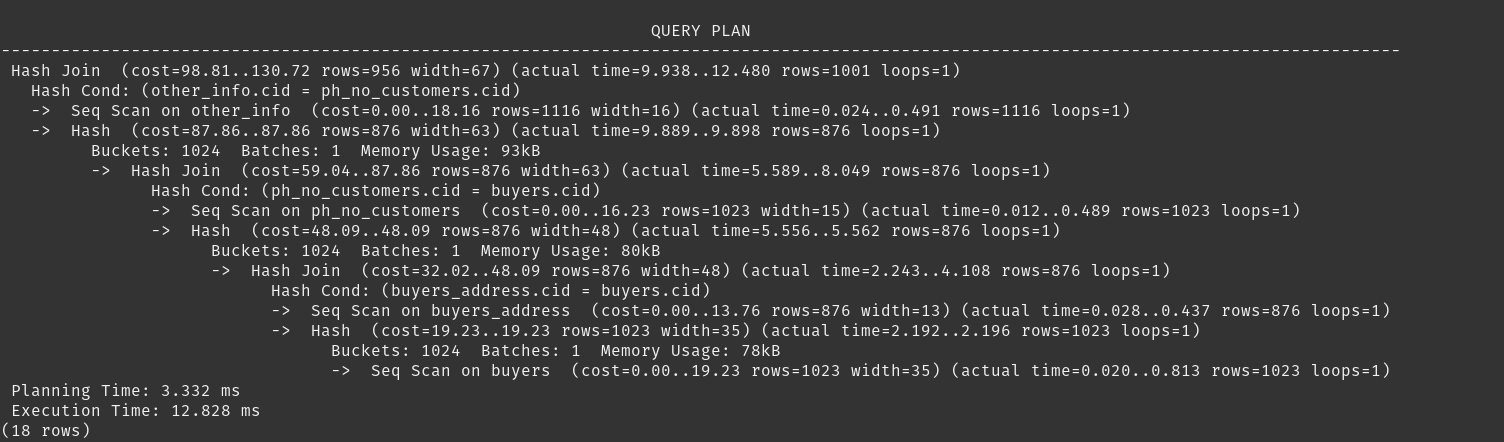 QUERY PLAN
--------------------------------------------------------------------------------------------------------------------------------------------
Hash Join  (cost=98.81..130.72 rows=956 width=67) (actual time=9.938..12.480 rows=1001 loops=1)
  Hash Cond: (other_info.cid = ph_no_customers.cid)
  ->  Seq Scan on other_info  (cost=0.00..18.16 rows=1116 width=16) (actual time=0.024..0.491 rows=1116 loops=1)
  ->  Hash  (cost=87.86..87.86 rows=876 width=63) (actual time=9.889..9.898 rows=876 loops=1)
        Buckets: 1024  Batches: 1  Memory Usage: 93kB
        ->  Hash Join  (cost=59.04..87.86 rows=876 width=63) (actual time=5.589..8.049 rows=876 loops=1)
              Hash Cond: (ph_no_customers.cid = buyers.cid)
              ->  Seq Scan on ph_no_customers  (cost=0.00..16.23 rows=1023 width=15) (actual time=0.012..0.489 rows=1023 loops=1)
              ->  Hash  (cost=48.09..48.09 rows=876 width=48) (actual time=5.556..5.562 rows=876 loops=1)
                    Buckets: 1024  Batches: 1  Memory Usage: 80kB
                    ->  Hash Join  (cost=32.02..48.09 rows=876 width=48) (actual time=2.243..4.108 rows=876 loops=1)
                          Hash Cond: (buyers_address.cid = buyers.cid)
                          ->  Seq Scan on buyers_address  (cost=0.00..13.76 rows=876 width=13) (actual time=0.028..0.437 rows=876 loops=1)
                          ->  Hash  (cost=19.23..19.23 rows=1023 width=35) (actual time=2.192..2.196 rows=1023 loops=1)
                                Buckets: 1024  Batches: 1  Memory Usage: 78kB
                                ->  Seq Scan on buyers  (cost=0.00..19.23 rows=1023 width=35) (actual time=0.020..0.813 rows=1023 loops=1)
Planning Time: 3.332 ms
Execution Time: 12.828 ms
(18 rows)